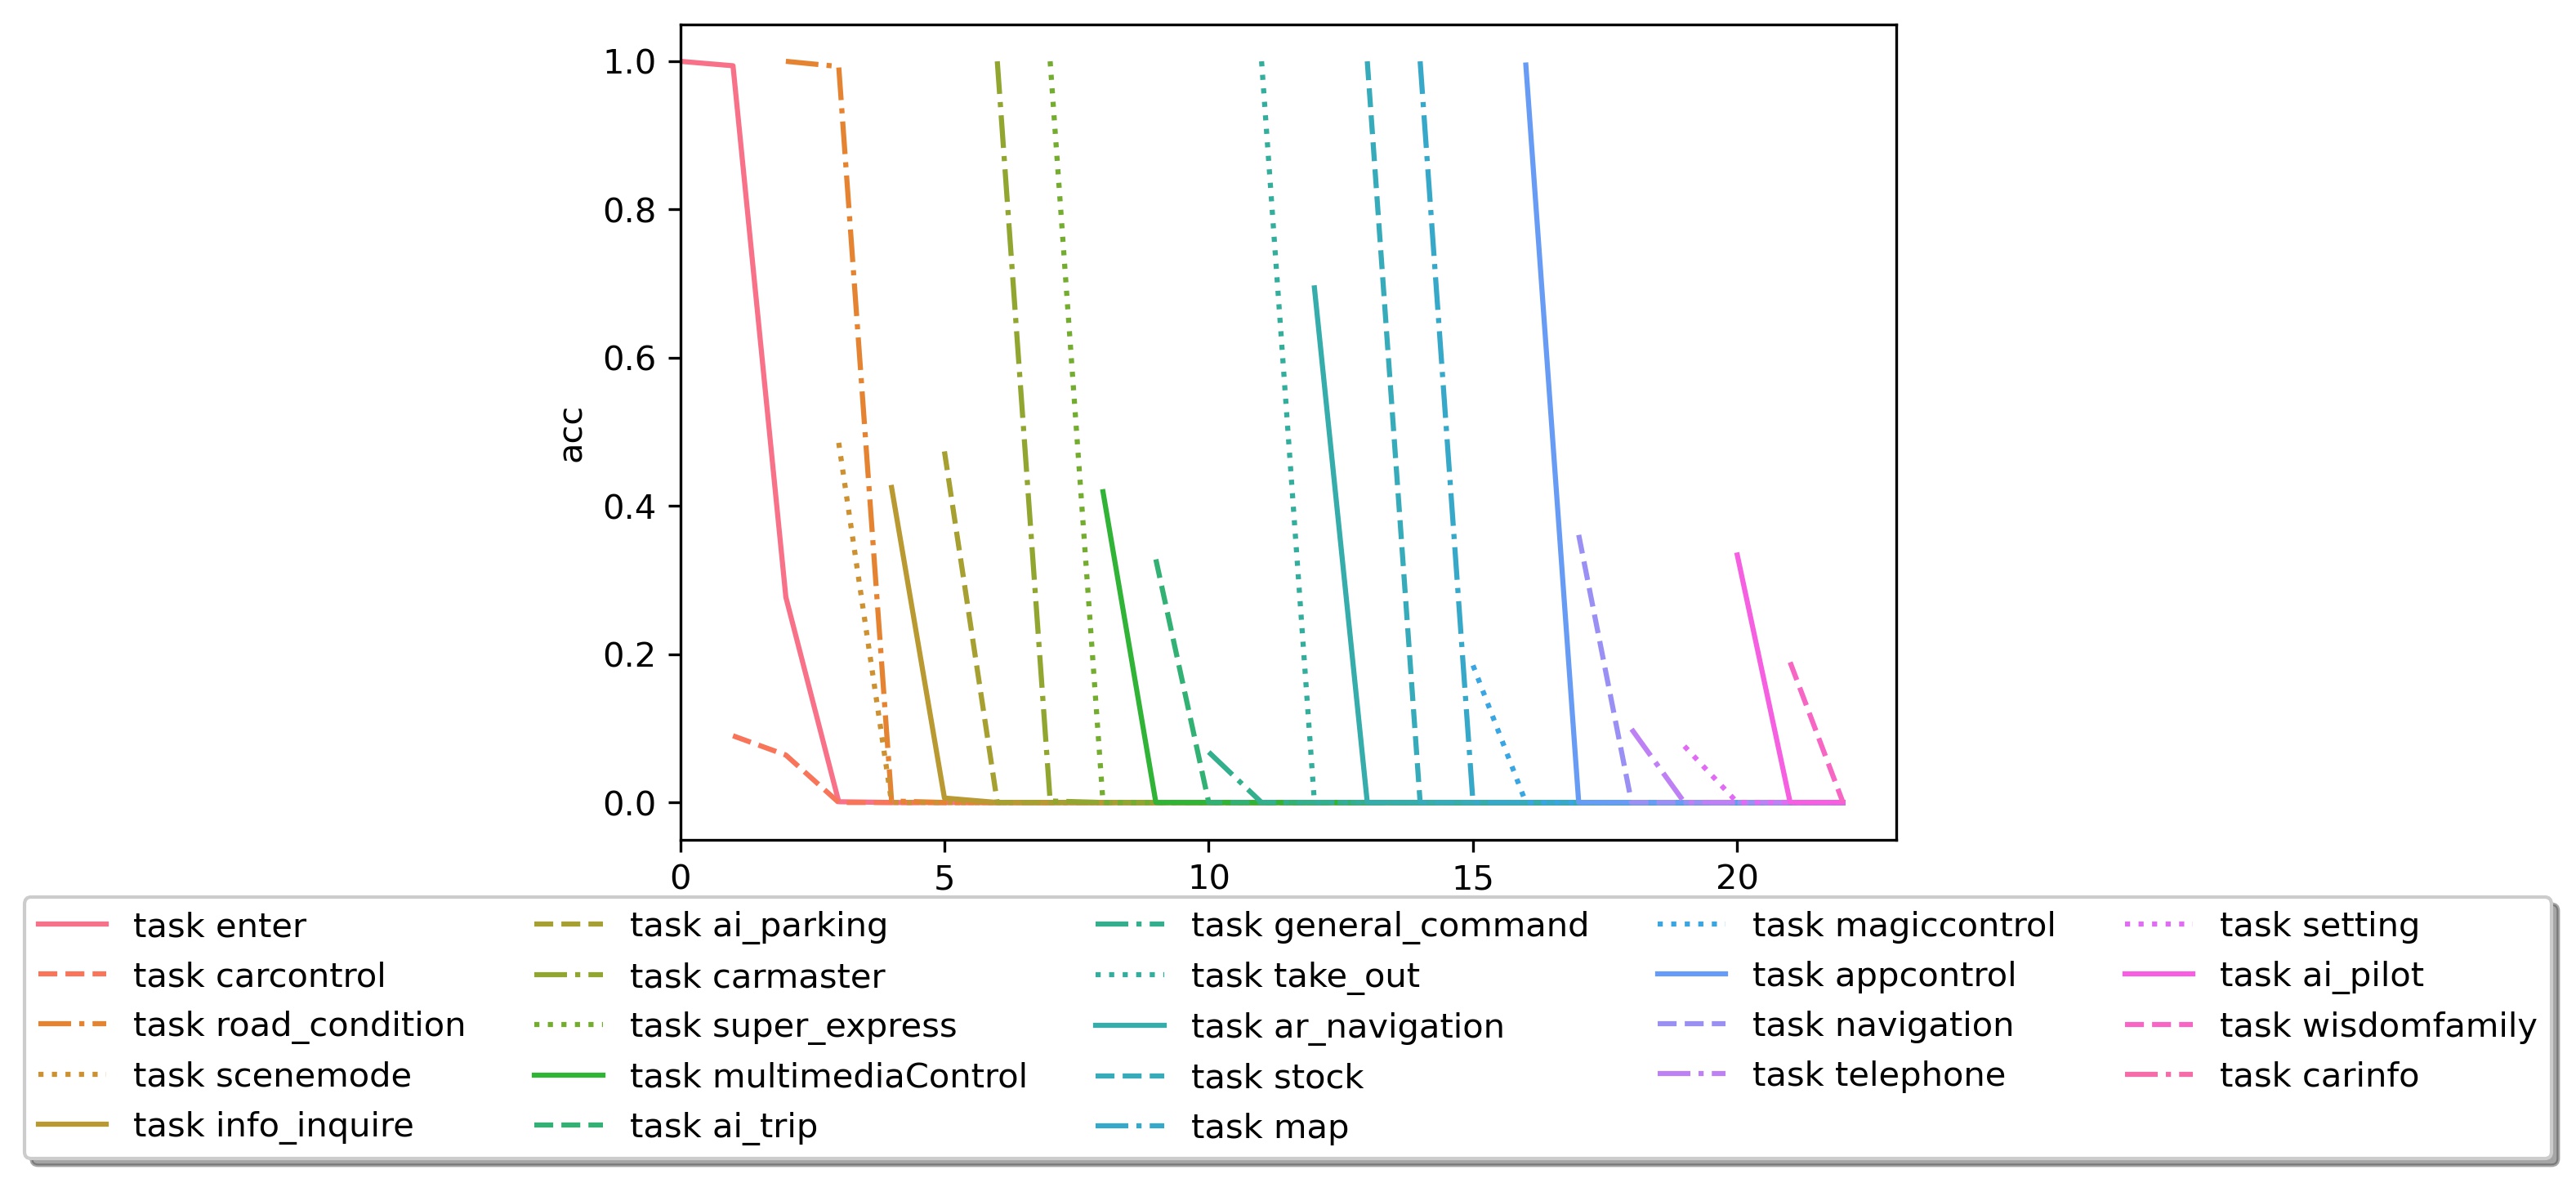 1.0
0.8
0.6
0.4
0.2
0.0
acc
0 5 10 15 20
task enter
task carcontrol
task road_condition
task scenemode
task info_inquire
task ai_parking
task carmaster
task super_express
task multimediaControl
task ai_trip
task general_command
task take_out
task ar_navigation
task stock
task map
task magiccontrol
task appcontrol
task navigation
task telephone
task setting
task ai_pilot
task wisdomfamily
task carinfo